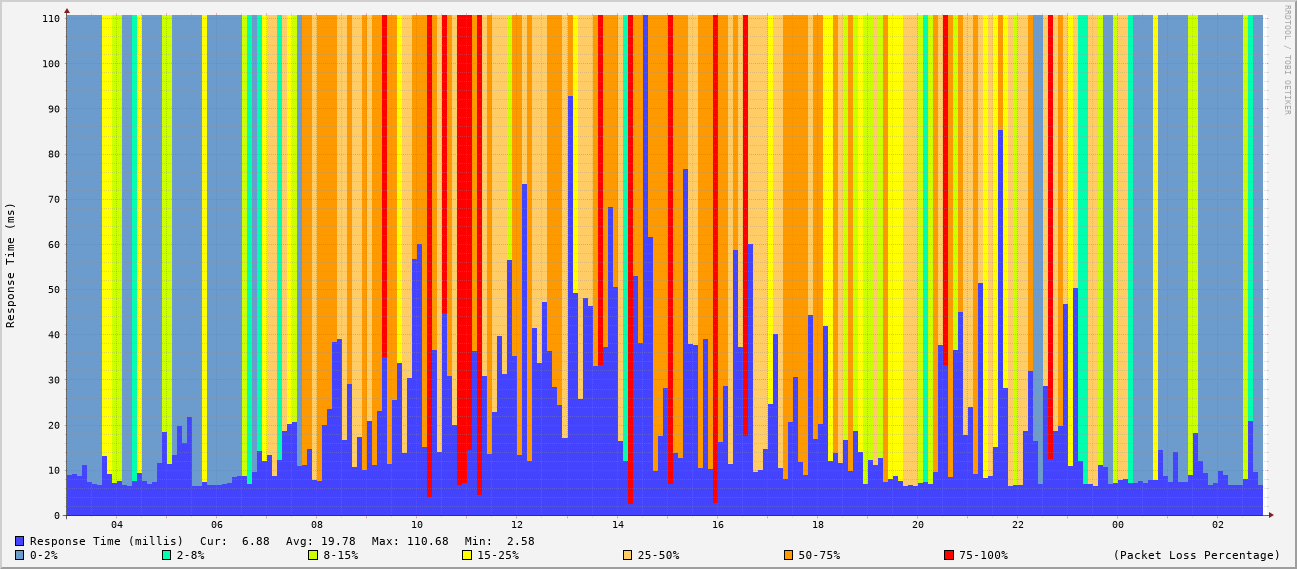 110
100
90
80
70
60
50
40
30
20
10
0
Response Time (ms)
04 06 08 10 12 14 16 18 20 22 00 02
RRDTOOL / TOBI OETIKER
Response Time (millis) Cur: 6.88 Avg: 19.78 Max: 110.68 Min: 2.58
0-2% 2-8% 8-15% 15-25% 25-50% 50-75% 75-100% (Packet Loss Percentage)